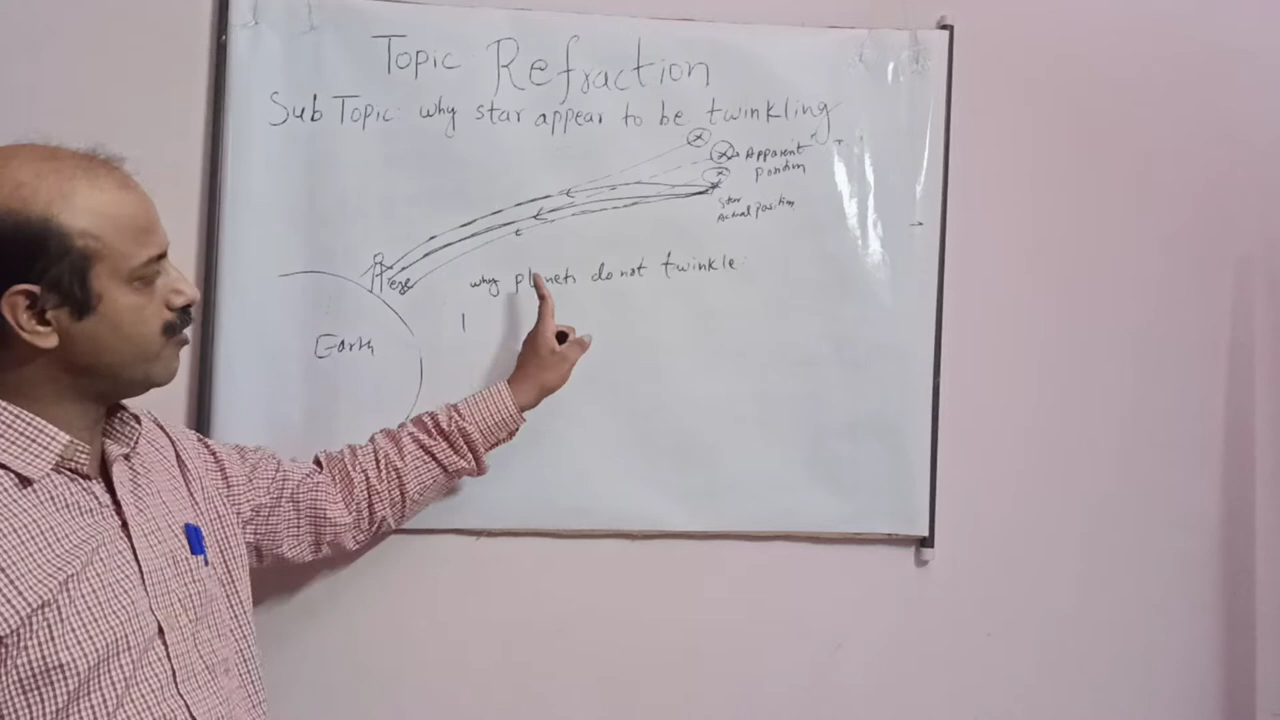 Topic Refraction
Sub Topic: why star appear to be twinkling
Apparent
position
Star
Actual position
eye
why planets do not twinkle:
Earth